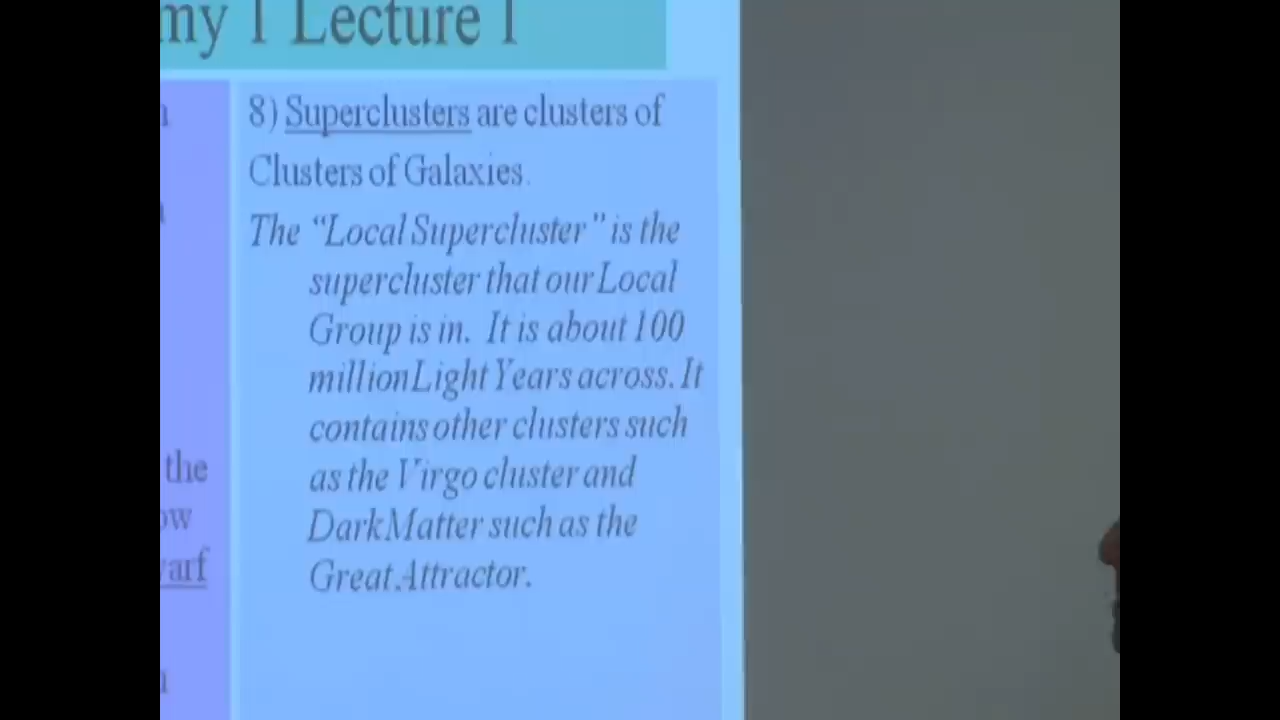 my 1 Lecture 1
the
ow
arf
8) Superclusters are clusters of
Clusters of Galaxies.
The “Local Supercluster” is the
supercluster that our Local
Group is in. It is about 100
million Light Years across. It
contains other clusters such
as the Virgo cluster and
Dark Matter such as the
Great Attractor.